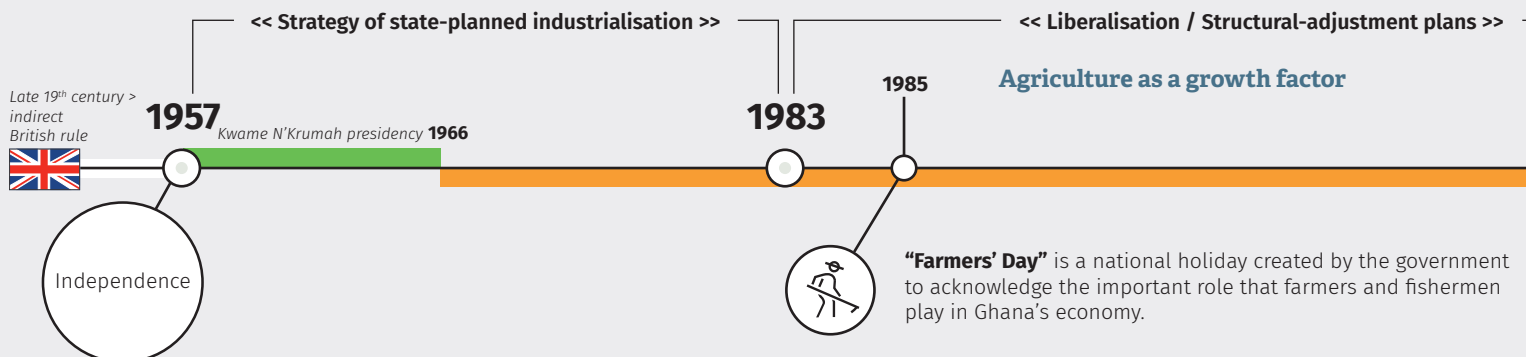 << Strategy of state-planned industrialisation >>
<< Liberalisation / Structural-adjustment plans >>
Agriculture as a growth factor
1985
Late 19th century >
indirect
British rule
1957
Kwame N’Krumah presidency 1966
1983
Independence
“Farmers’ Day” is a national holiday created by the government
to acknowledge the important role that farmers and fishermen
play in Ghana’s economy.